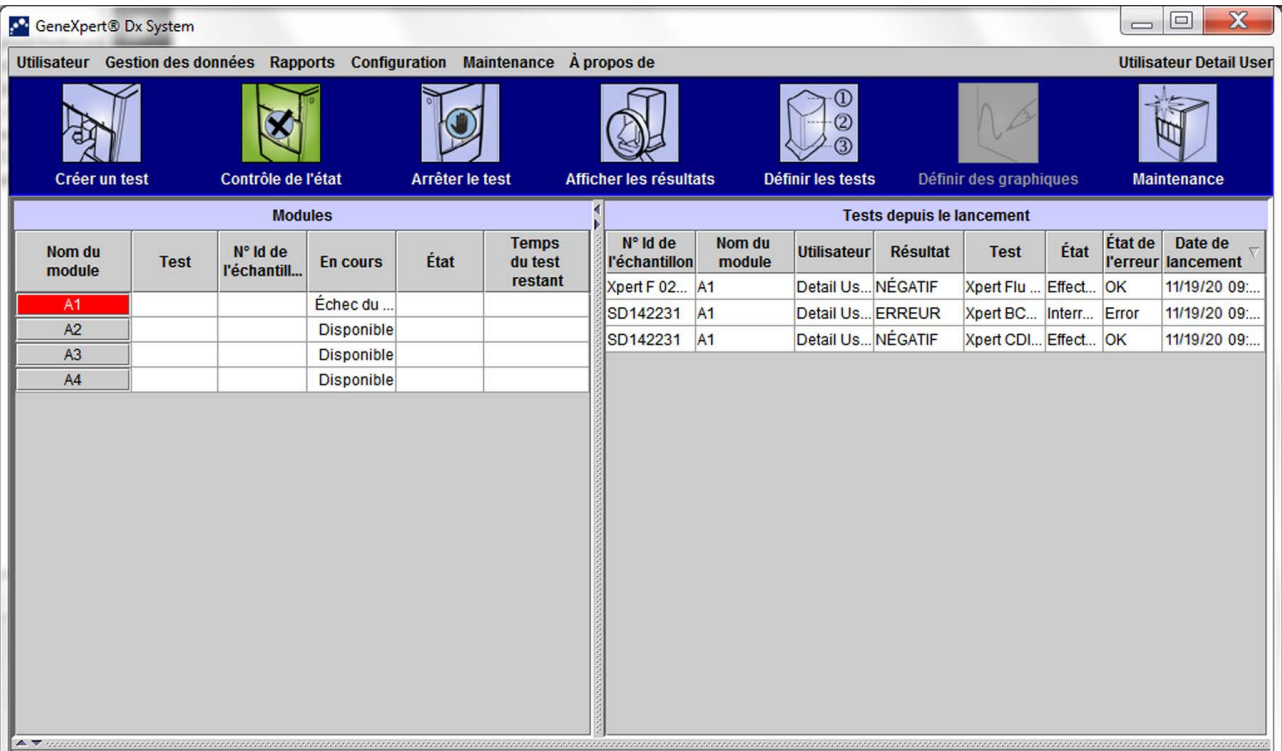 GeneXpert® Dx System
Utilisateur Gestion des données Rapports Configuration Maintenance À propos de Utilisateur Detail User
① ② ③
Créer un test Contrôle de l'état Arrêter le test Afficher les résultats Définir les tests Définir des graphiques Maintenance
Modules
Nom du module Test N° Id de l'échantill... En cours État Temps du test restant
A1 Échec du ...
A2 Disponible
A3 Disponible
A4 Disponible
Tests depuis le lancement
N° Id de l'échantillon Nom du module Utilisateur Résultat Test État État de l'erreur Date de lancement
Xpert F 02... A1 Detail Us... NÉGATIF Xpert Flu ... Effect... OK 11/19/20 09:...
SD142231 A1 Detail Us... ERREUR Xpert BC... Interr... Error 11/19/20 09:...
SD142231 A1 Detail Us... NÉGATIF Xpert CDI... Effect... OK 11/19/20 09:...